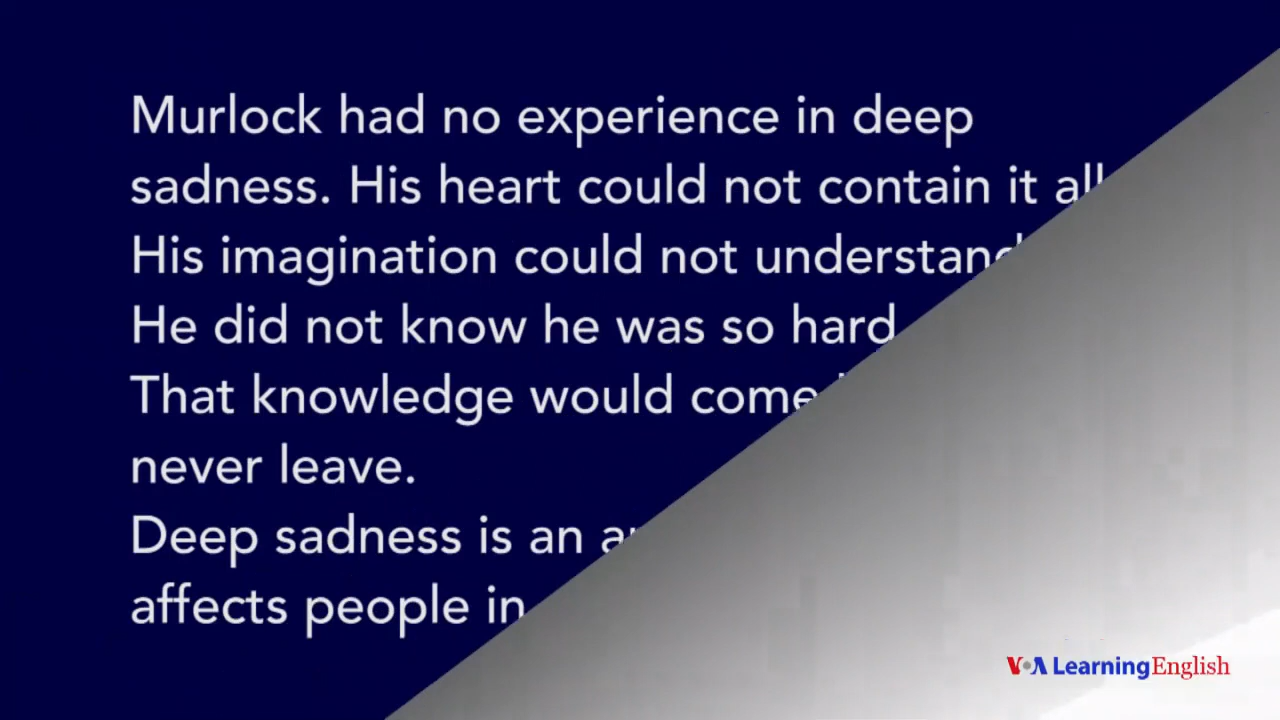 Murlock had no experience in deep
sadness. His heart could not contain it all
His imagination could not understand
He did not know he was so hard
That knowledge would come
never leave.
Deep sadness is an
affects people in
VOA Learning English